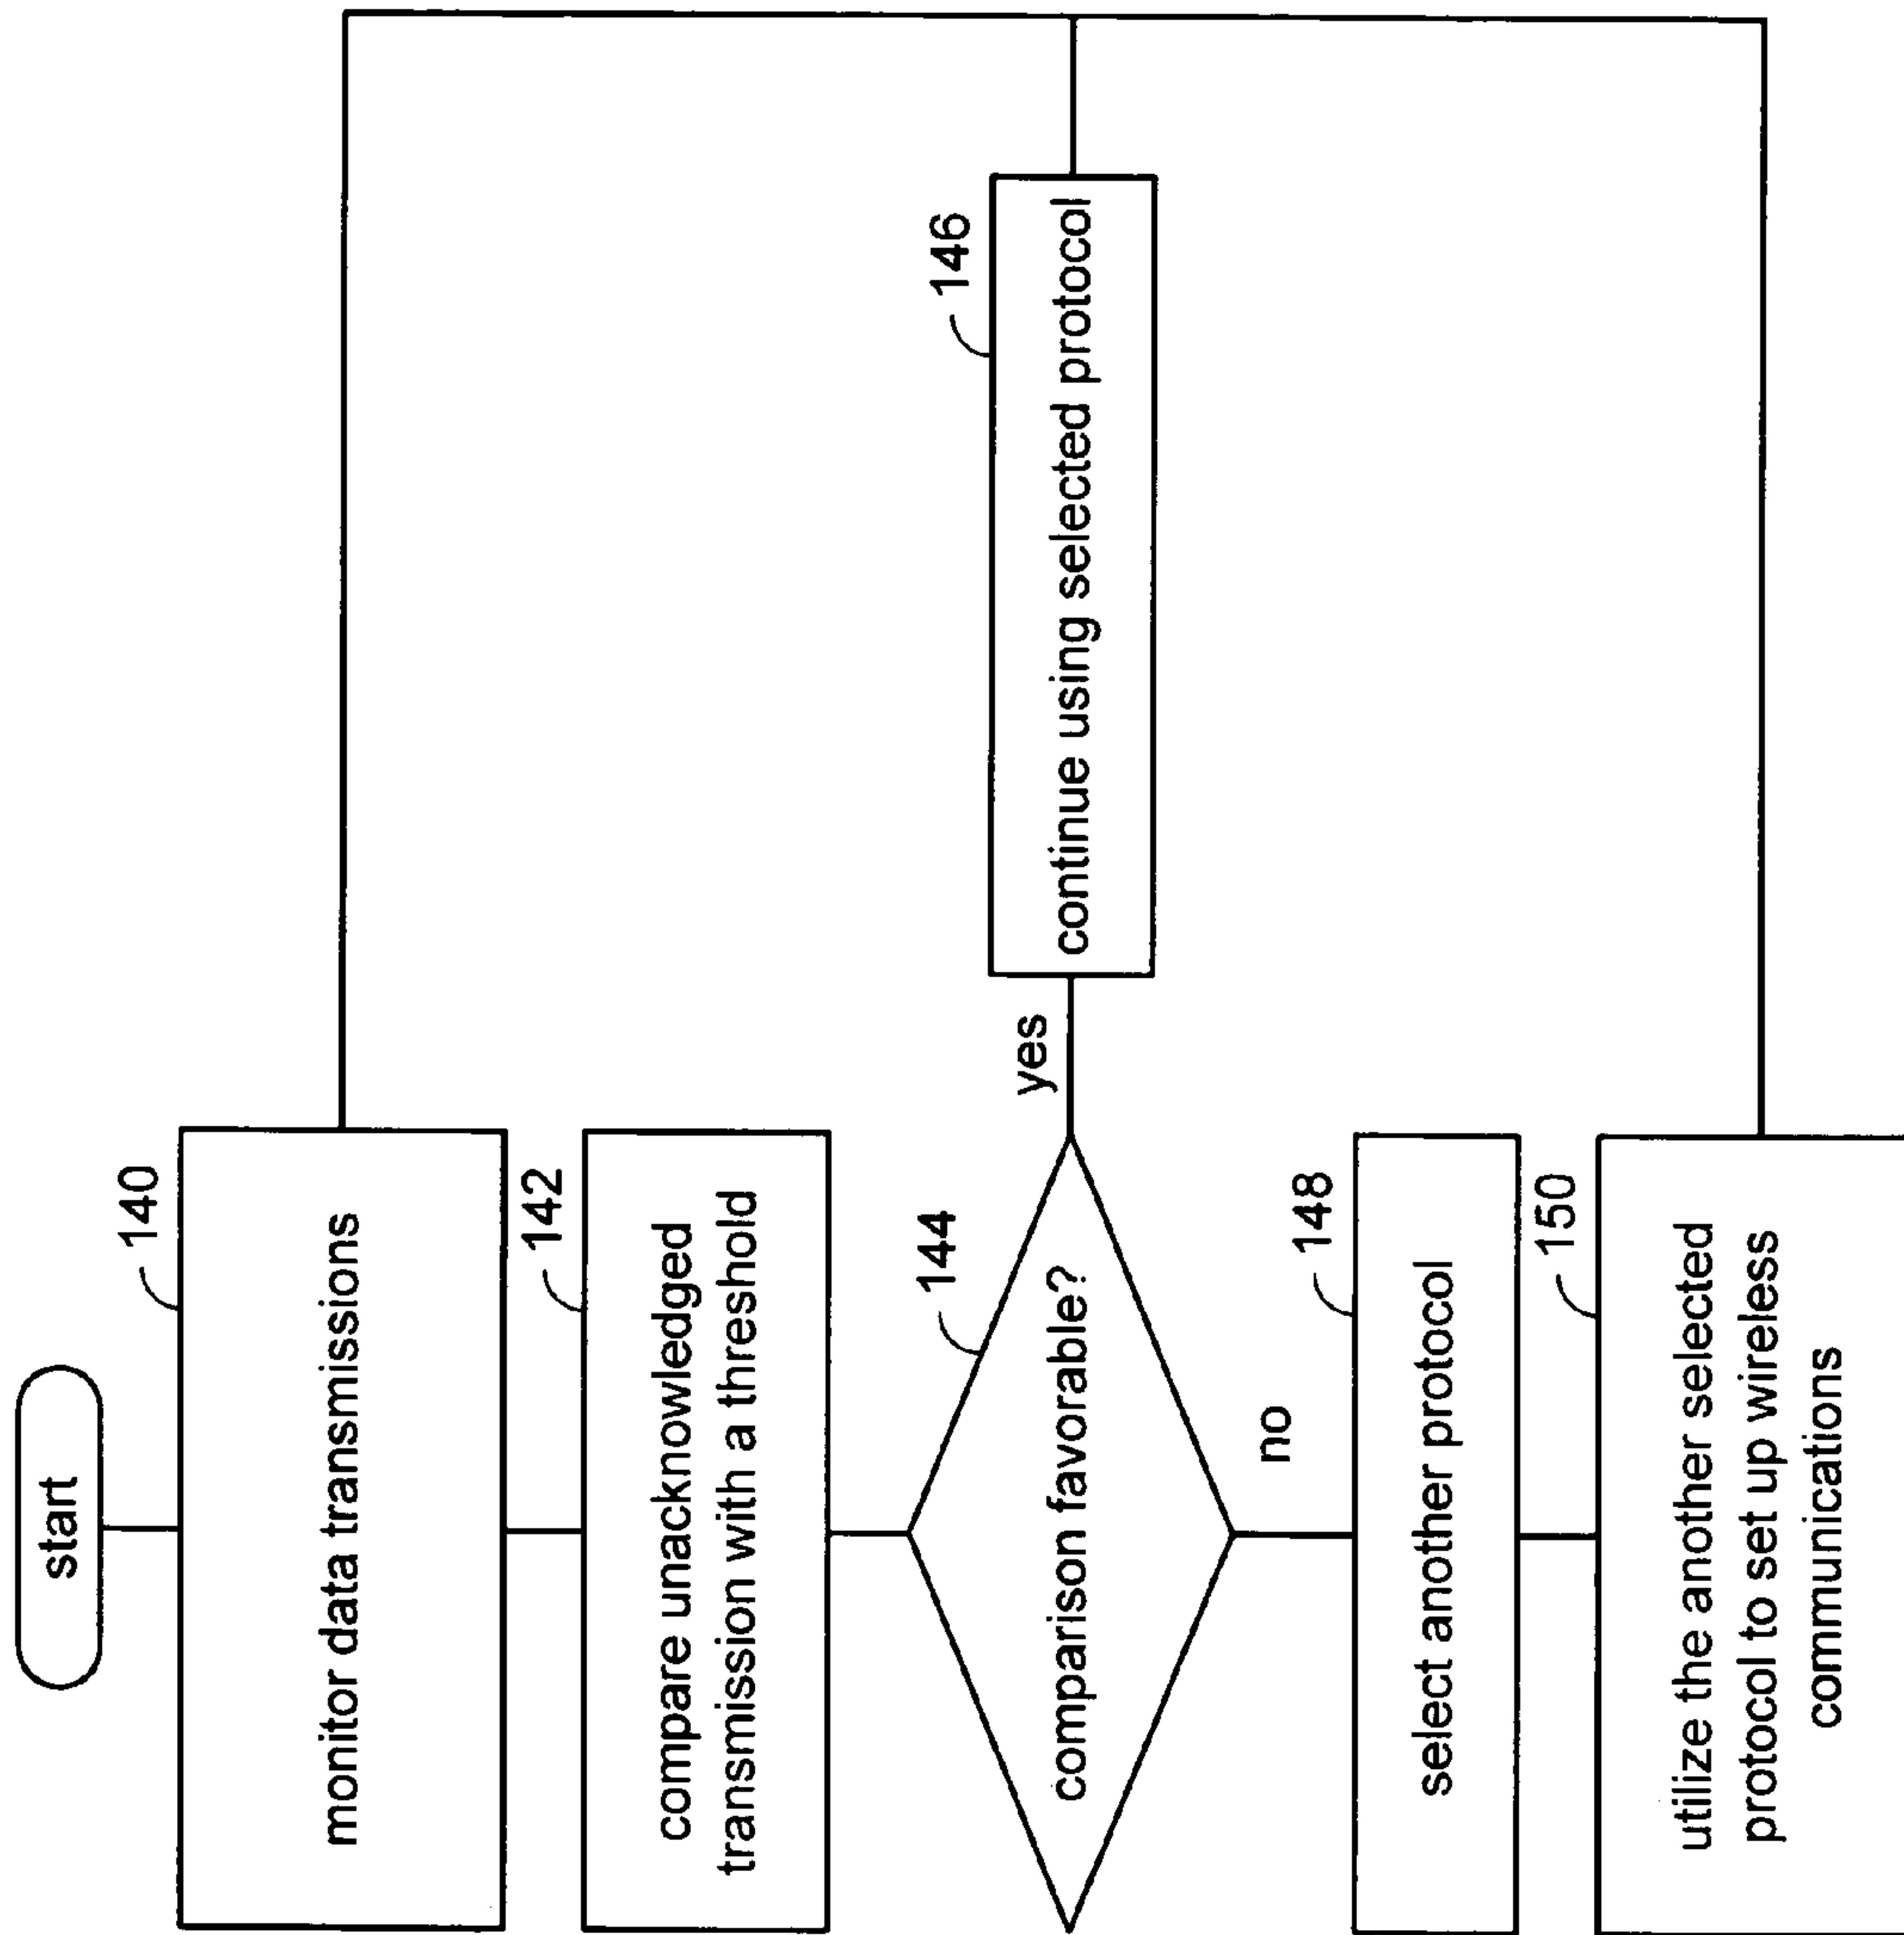 start
140
monitor data transmissions
142
compare unacknowledged
transmission with a threshold
144
comparison favorable?
yes
146
continue using selected protocol
no
148
select another protocol
150
utilize the another selected
protocol to set up wireless
communications